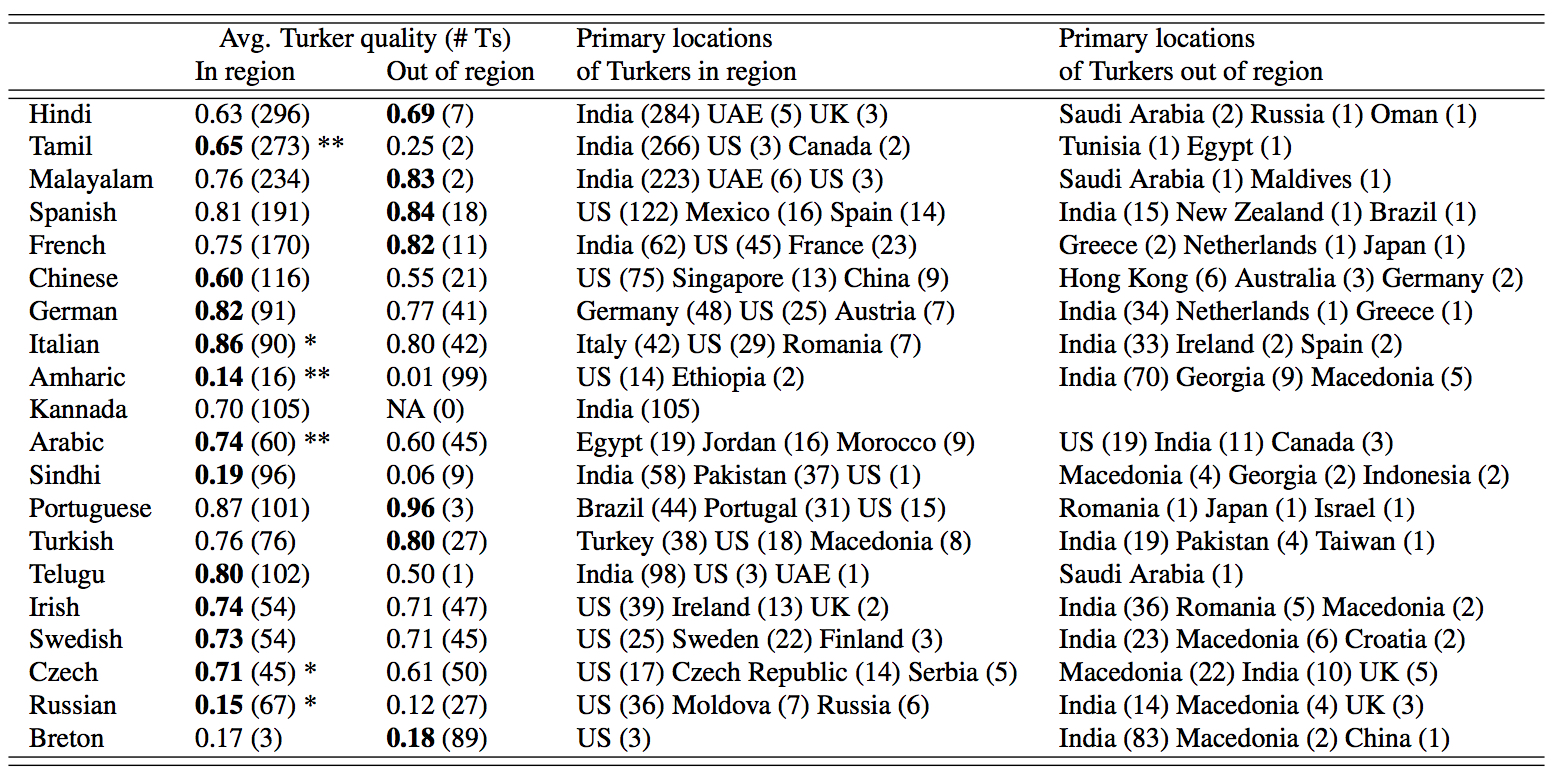 Avg. Turker quality (# Ts) Primary locations Primary locations
In region Out of region of Turkers in region of Turkers out of region
Hindi 0.63 (296) 0.69 (7) India (284) UAE (5) UK (3) Saudi Arabia (2) Russia (1) Oman (1)
Tamil 0.65 (273) ** 0.25 (2) India (266) US (3) Canada (2) Tunisia (1) Egypt (1)
Malayalam 0.76 (234) 0.83 (2) India (223) UAE (6) US (3) Saudi Arabia (1) Maldives (1)
Spanish 0.81 (191) 0.84 (18) US (122) Mexico (16) Spain (14) India (15) New Zealand (1) Brazil (1)
French 0.75 (170) 0.82 (11) India (62) US (45) France (23) Greece (2) Netherlands (1) Japan (1)
Chinese 0.60 (116) 0.55 (21) US (75) Singapore (13) China (9) Hong Kong (6) Australia (3) Germany (2)
German 0.82 (91) 0.77 (41) Germany (48) US (25) Austria (7) India (34) Netherlands (1) Greece (1)
Italian 0.86 (90) * 0.80 (42) Italy (42) US (29) Romania (7) India (33) Ireland (2) Spain (2)
Amharic 0.14 (16) ** 0.01 (99) US (14) Ethiopia (2) India (70) Georgia (9) Macedonia (5)
Kannada 0.70 (105) NA (0) India (105)
Arabic 0.74 (60) ** 0.60 (45) Egypt (19) Jordan (16) Morocco (9) US (19) India (11) Canada (3)
Sindhi 0.19 (96) 0.06 (9) India (58) Pakistan (37) US (1) Macedonia (4) Georgia (2) Indonesia (2)
Portuguese 0.87 (101) 0.96 (3) Brazil (44) Portugal (31) US (15) Romania (1) Japan (1) Israel (1)
Turkish 0.76 (76) 0.80 (27) Turkey (38) US (18) Macedonia (8) India (19) Pakistan (4) Taiwan (1)
Telugu 0.80 (102) 0.50 (1) India (98) US (3) UAE (1) Saudi Arabia (1)
Irish 0.74 (54) 0.71 (47) US (39) Ireland (13) UK (2) India (36) Romania (5) Macedonia (2)
Swedish 0.73 (54) 0.71 (45) US (25) Sweden (22) Finland (3) India (23) Macedonia (6) Croatia (2)
Czech 0.71 (45) * 0.61 (50) US (17) Czech Republic (14) Serbia (5) Macedonia (22) India (10) UK (5)
Russian 0.15 (67) * 0.12 (27) US (36) Moldova (7) Russia (6) India (14) Macedonia (4) UK (3)
Breton 0.17 (3) 0.18 (89) US (3) India (83) Macedonia (2) China (1)